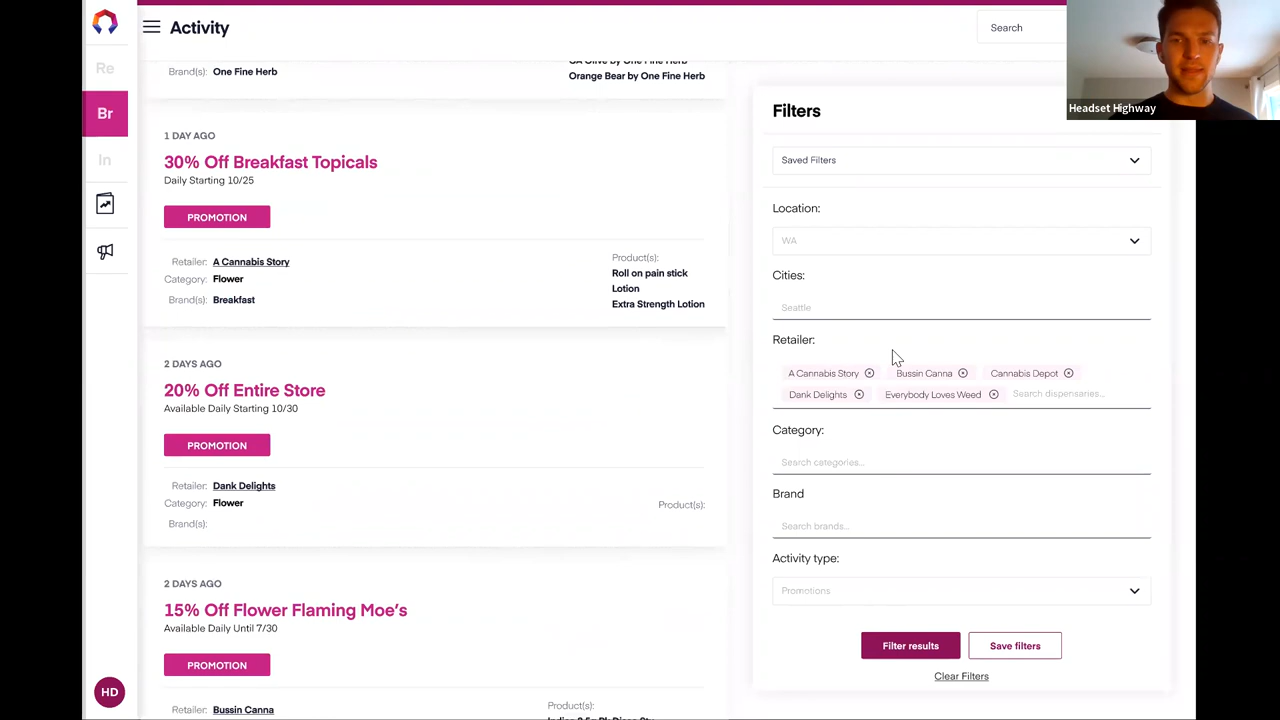 Activity
Search
Headset Highway
Re
Br
In
HD
Brand(s): One Fine Herb
GA Olive by One Fine Herb
Orange Bear by One Fine Herb
1 DAY AGO
30% Off Breakfast Topicals
Daily Starting 10/25
PROMOTION
Retailer: A Cannabis Story
Category: Flower
Brand(s): Breakfast
Product(s):
Roll on pain stick
Lotion
Extra Strength Lotion
2 DAYS AGO
20% Off Entire Store
Available Daily Starting 10/30
PROMOTION
Retailer: Dank Delights
Category: Flower
Brand(s):
Product(s):
2 DAYS AGO
15% Off Flower Flaming Moe's
Available Daily Until 7/30
PROMOTION
Retailer: Bussin Canna
Product(s):
Filters
Saved Filters
Location:
WA
Cities:
Seattle
Retailer:
A Cannabis Story Bussin Canna Cannabis Depot
Dank Delights Everybody Loves Weed Search dispensaries...
Category:
Search categories...
Brand
Search brands...
Activity type:
Promotions
Filter results Save filters
Clear Filters